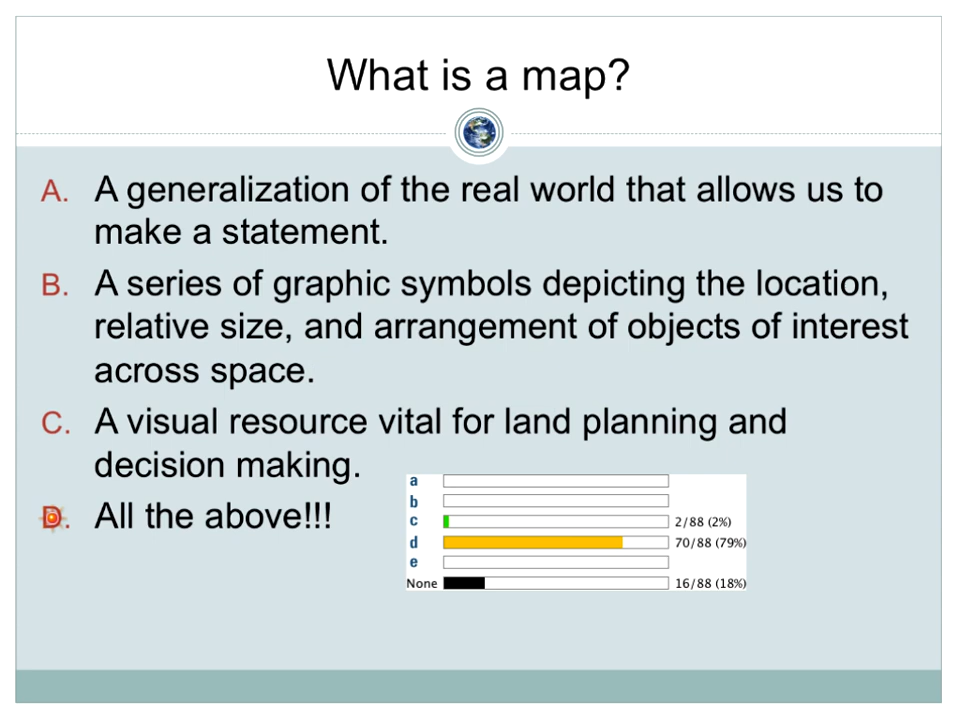 What is a map?
A. A generalization of the real world that allows us to
make a statement.
B. A series of graphic symbols depicting the location,
relative size, and arrangement of objects of interest
across space.
C. A visual resource vital for land planning and
decision making.
D. All the above!!!
a
b
c 2/88 (2%)
d 70/88 (79%)
e
None 16/88 (18%)